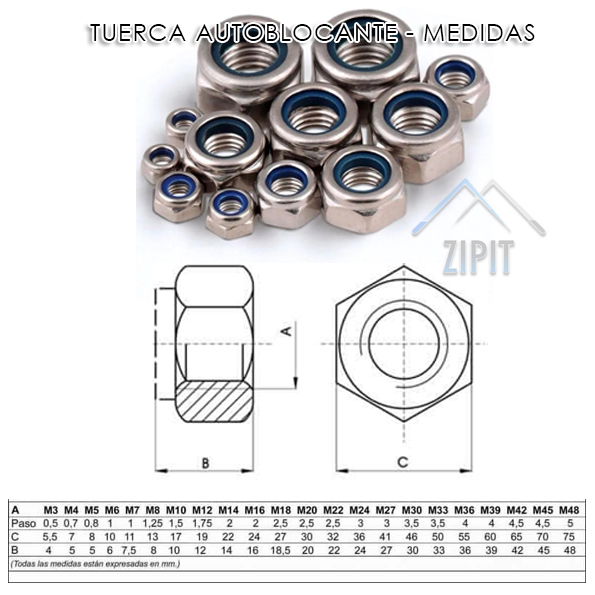 TUERCA AUTOBLOCANTE - MEDIDAS
ZIPIT
A
B
C
A M3 M4 M5 M6 M7 M8 M10 M12 M14 M16 M18 M20 M22 M24 M27 M30 M33 M36 M39 M42 M45 M48
Paso 0,5 0,7 0,8 1 1 1,25 1,5 1,75 2 2 2,5 2,5 2,5 3 3 3,5 3,5 4 4 4,5 4,5 5
C 5,5 7 8 10 11 13 17 19 22 24 27 30 32 36 41 46 50 55 60 65 70 75
B 4 5 5 6 7,5 8 10 12 14 16 18,5 20 22 24 27 30 33 36 39 42 45 48
(Todas las medidas están expresadas en mm.)